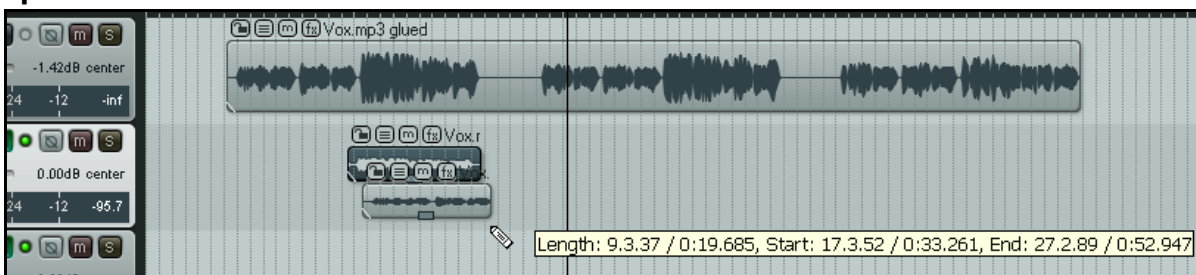 m S
Vox.mp3 glued
-1.42dB center
24 -12 -inf
m S
Vox.r
0.00dB center
24 -12 -95.7
Length: 9.3.37 / 0:19.685, Start: 17.3.52 / 0:33.261, End: 27.2.89 / 0:52.947
m S